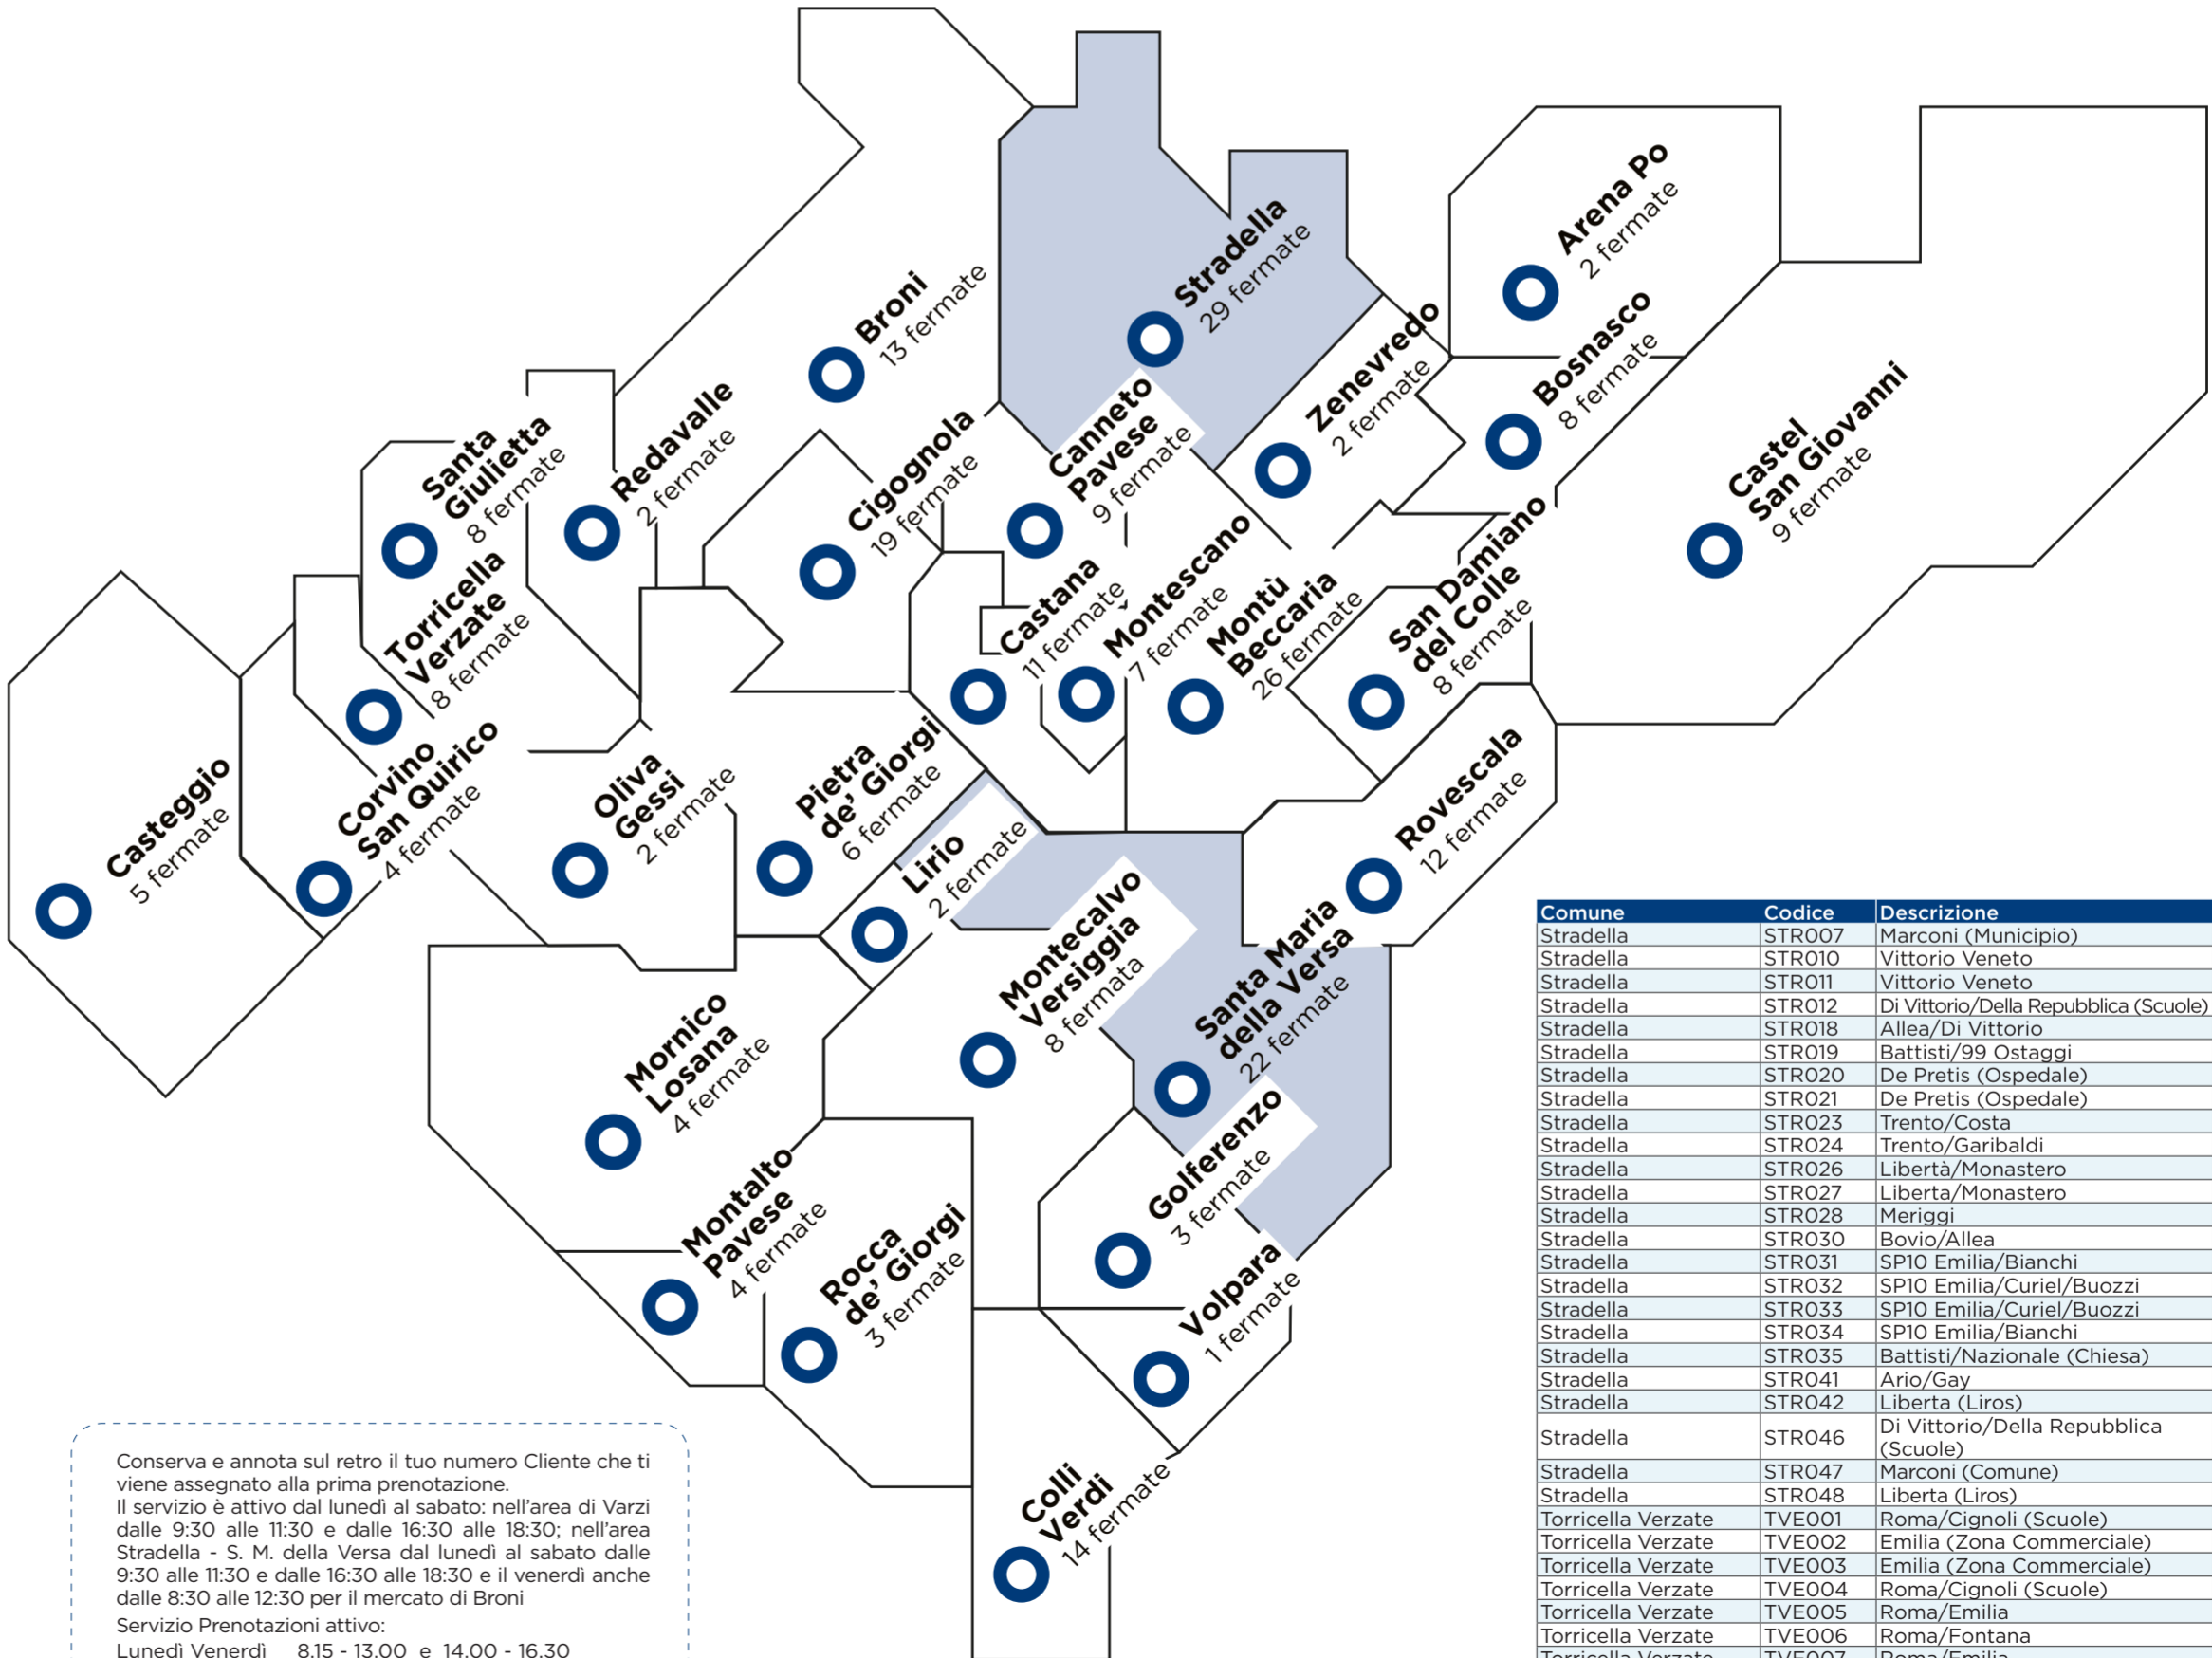 Arena Po
2 fermate
Stradella
29 fermate
Broni
13 fermate
Zenevredo
2 fermate
Bosnasco
8 fermate
Castel
San Giovanni
9 fermate
Canneto
Pavese
9 fermate
Redavalle
2 fermate
Santa
Giulietta
8 fermate
Cigognola
19 fermate
Torricella
Verzate
8 fermate
Castana
11 fermate
Montescano
7 fermate
Montù
Beccaria
26 fermate
San Damiano
del Colle
8 fermate
Casteggio
5 fermate
Corvino
San Quirico
4 fermate
Oliva
Gessi
2 fermate
Pietra
de' Giorgi
6 fermate
Lirio
2 fermate
Rovescala
12 fermate
Montecalvo
Versiggia
8 fermata
Santa Maria
della Versa
22 fermate
Mornico
Losana
4 fermate
Golferenzo
3 fermate
Montalto
Pavese
4 fermate
Rocca
de' Giorgi
3 fermate
Volpara
1 fermate
Colli
Verdi
14 fermate
Comune Codice Descrizione
Stradella STR007 Marconi (Municipio)
Stradella STR010 Vittorio Veneto
Stradella STR011 Vittorio Veneto
Stradella STR012 Di Vittorio/Della Repubblica (Scuole)
Stradella STR018 Allea/Di Vittorio
Stradella STR019 Battisti/99 Ostaggi
Stradella STR020 De Pretis (Ospedale)
Stradella STR021 De Pretis (Ospedale)
Stradella STR023 Trento/Costa
Stradella STR024 Trento/Garibaldi
Stradella STR026 Libertà/Monastero
Stradella STR027 Liberta/Monastero
Stradella STR028 Meriggi
Stradella STR030 Bovio/Allea
Stradella STR031 SP10 Emilia/Bianchi
Stradella STR032 SP10 Emilia/Curiel/Buozzi
Stradella STR033 SP10 Emilia/Curiel/Buozzi
Stradella STR034 SP10 Emilia/Bianchi
Stradella STR035 Battisti/Nazionale (Chiesa)
Stradella STR041 Ario/Gay
Stradella STR042 Liberta (Liros)
Stradella STR046 Di Vittorio/Della Repubblica
(Scuole)
Stradella STR047 Marconi (Comune)
Stradella STR048 Liberta (Liros)
Torricella Verzate TVE001 Roma/Cignoli (Scuole)
Torricella Verzate TVE002 Emilia (Zona Commerciale)
Torricella Verzate TVE003 Emilia (Zona Commerciale)
Torricella Verzate TVE004 Roma/Cignoli (Scuole)
Torricella Verzate TVE005 Roma/Emilia
Torricella Verzate TVE006 Roma/Fontana
Torricella Verzate TVE007 Roma/Emilia
Conserva e annota sul retro il tuo numero Cliente che ti
viene assegnato alla prima prenotazione.
Il servizio è attivo dal lunedì al sabato: nell'area di Varzi
dalle 9:30 alle 11:30 e dalle 16:30 alle 18:30; nell'area
Stradella - S. M. della Versa dal lunedì al sabato dalle
9:30 alle 11:30 e dalle 16:30 alle 18:30 e il venerdì anche
dalle 8:30 alle 12:30 per il mercato di Broni
Servizio Prenotazioni attivo:
Lunedì Venerdì 8.15 - 13.00 e 14.00 - 16.30